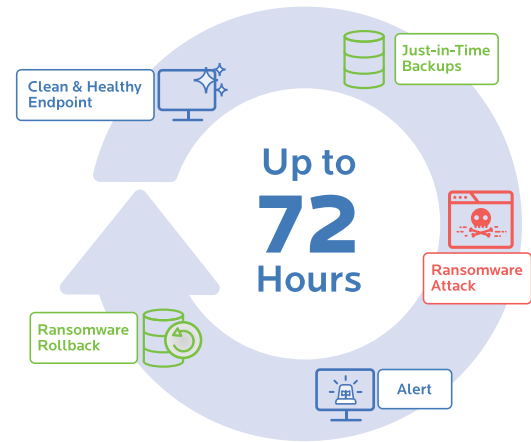 Clean & Healthy
Endpoint
Just-in-Time
Backups
Up to
72
Hours
Ransomware
Attack
Alert
Ransomware
Rollback